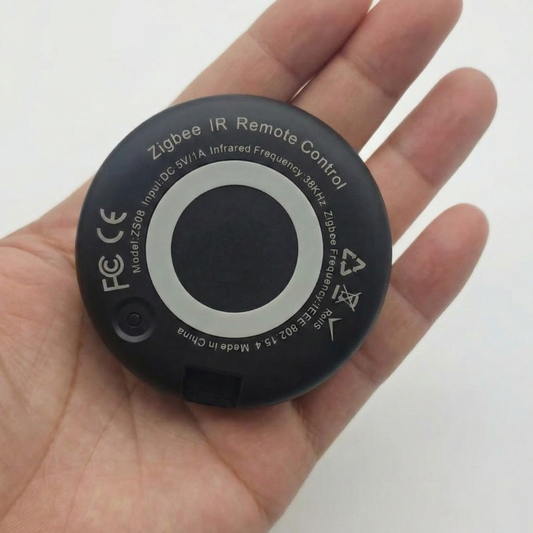 Zigbee IR Remote Control
Model:ZS08 Input:DC 5V/1A Infrared Frequency:38KHz. Zigbee Frequency:IEEE 802.15.4 Made in China
FC CE
RoHS